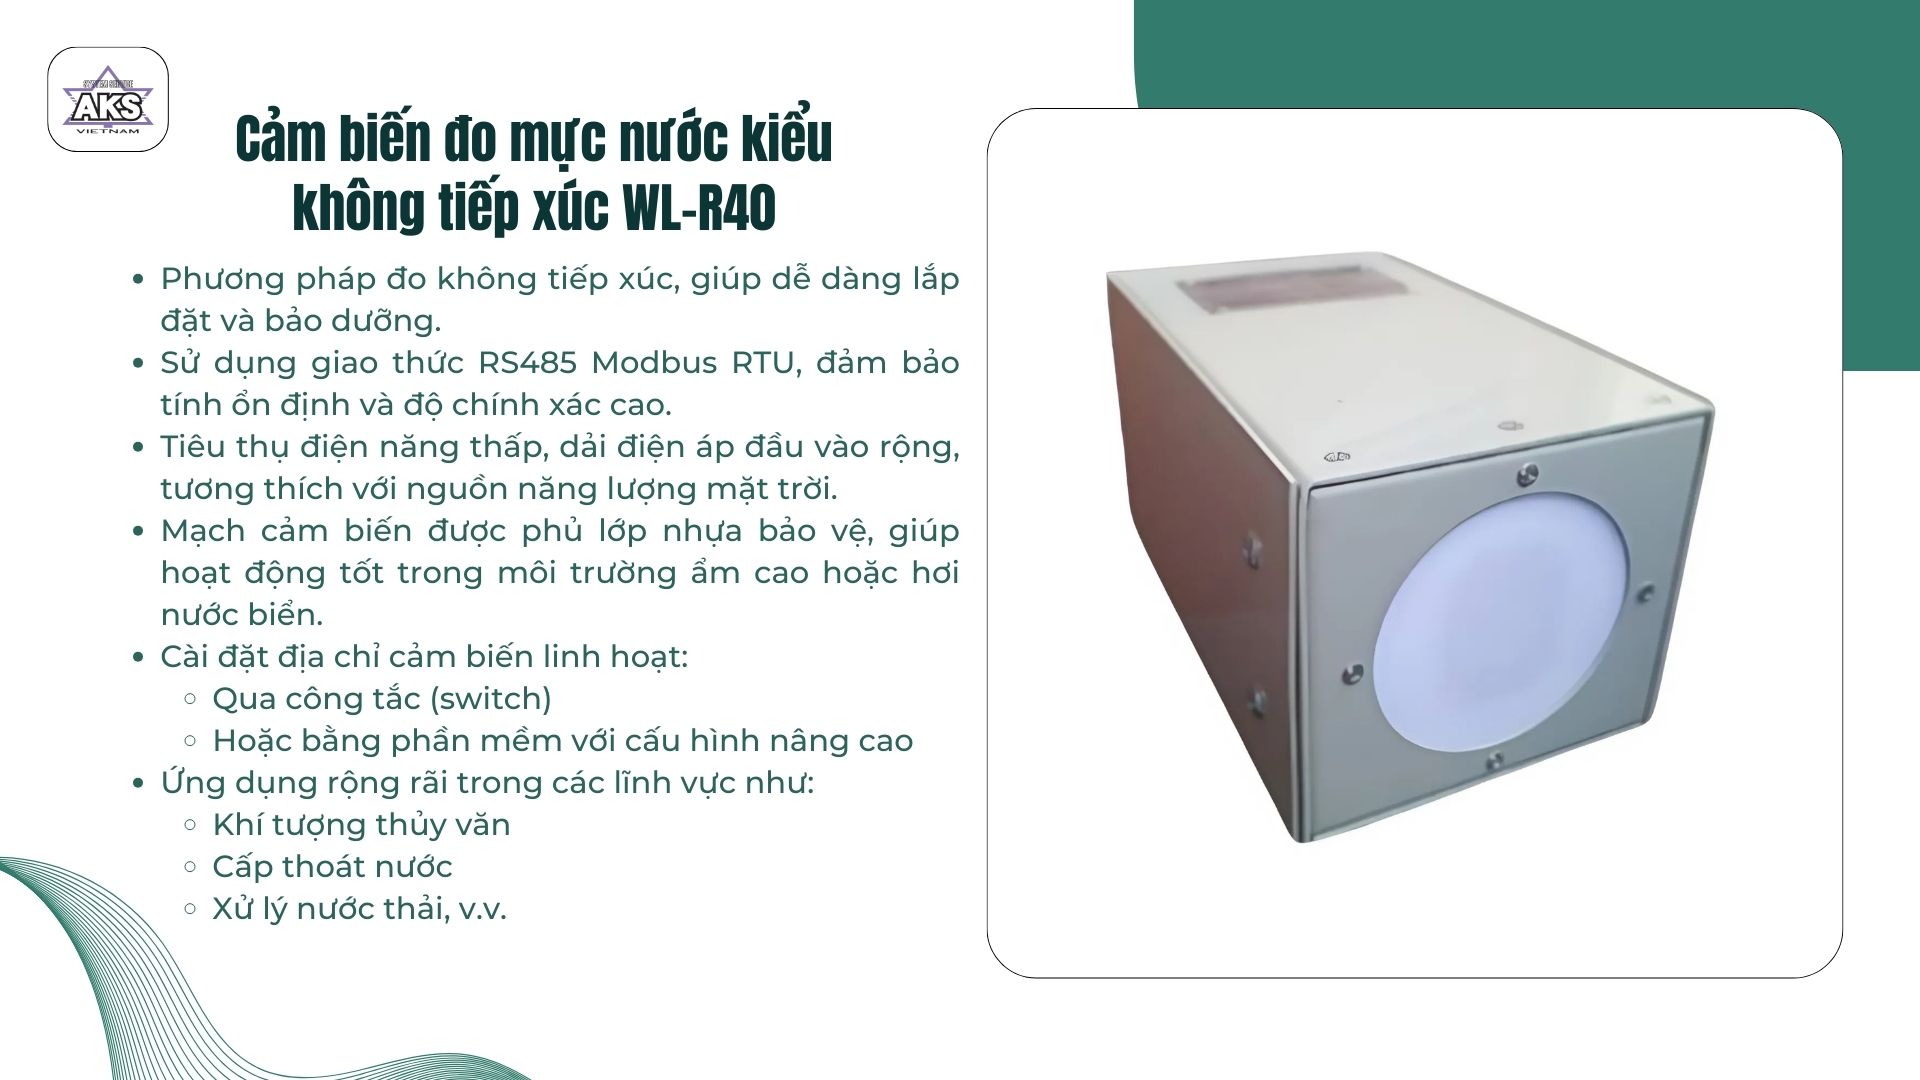 SYSTEM SERVICE
AKS
VIETNAM
Cảm biến đo mực nước kiểu
không tiếp xúc WL-R40
• Phương pháp đo không tiếp xúc, giúp dễ dàng lắp
đặt và bảo dưỡng.
• Sử dụng giao thức RS485 Modbus RTU, đảm bảo
tính ổn định và độ chính xác cao.
• Tiêu thụ điện năng thấp, dải điện áp đầu vào rộng,
tương thích với nguồn năng lượng mặt trời.
• Mạch cảm biến được phủ lớp nhựa bảo vệ, giúp
hoạt động tốt trong môi trường ẩm cao hoặc hơi
nước biển.
• Cài đặt địa chỉ cảm biến linh hoạt:
○ Qua công tắc (switch)
○ Hoặc bằng phần mềm với cấu hình nâng cao
• Ứng dụng rộng rãi trong các lĩnh vực như:
○ Khí tượng thủy văn
○ Cấp thoát nước
○ Xử lý nước thải, v.v.